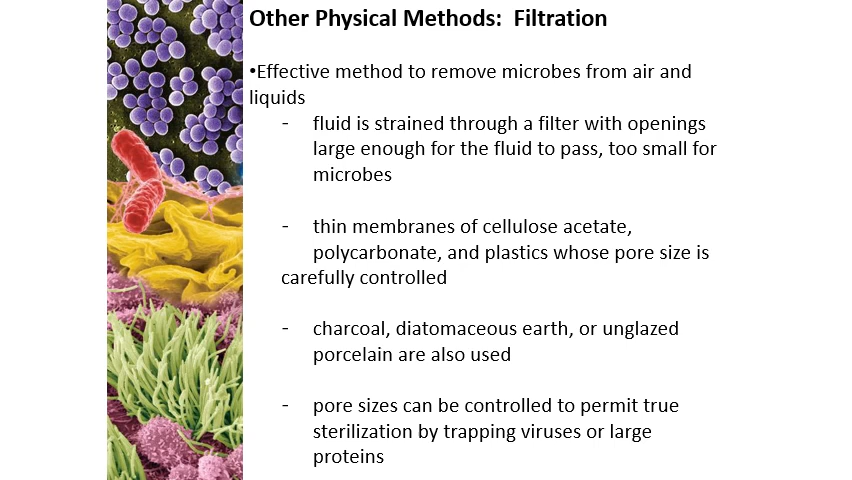 Other Physical Methods:  Filtration
•Effective method to remove microbes from air and
liquids
- fluid is strained through a filter with openings
large enough for the fluid to pass, too small for
microbes
- thin membranes of cellulose acetate,
polycarbonate, and plastics whose pore size is
carefully controlled
- charcoal, diatomaceous earth, or unglazed
porcelain are also used
- pore sizes can be controlled to permit true
sterilization by trapping viruses or large
proteins